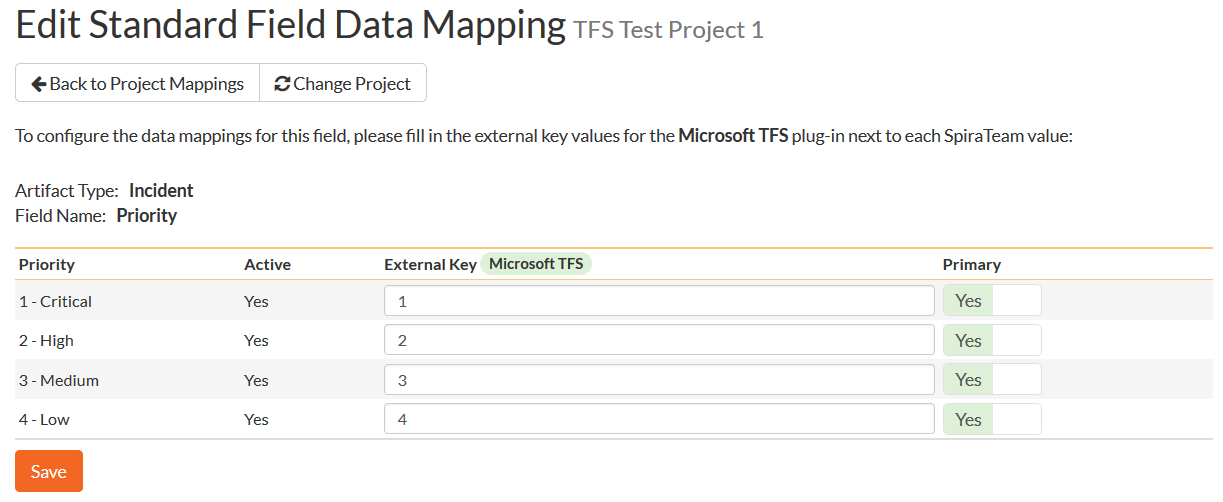 Edit Standard Field Data Mapping TFS Test Project 1
Back to Project Mappings Change Project
To configure the data mappings for this field, please fill in the external key values for the Microsoft TFS plug-in next to each SpiraTeam value:
Artifact Type: Incident
Field Name: Priority
Priority Active External Key Microsoft TFS Primary
1 - Critical Yes 1 Yes
2 - High Yes 2 Yes
3 - Medium Yes 3 Yes
4 - Low Yes 4 Yes
Save